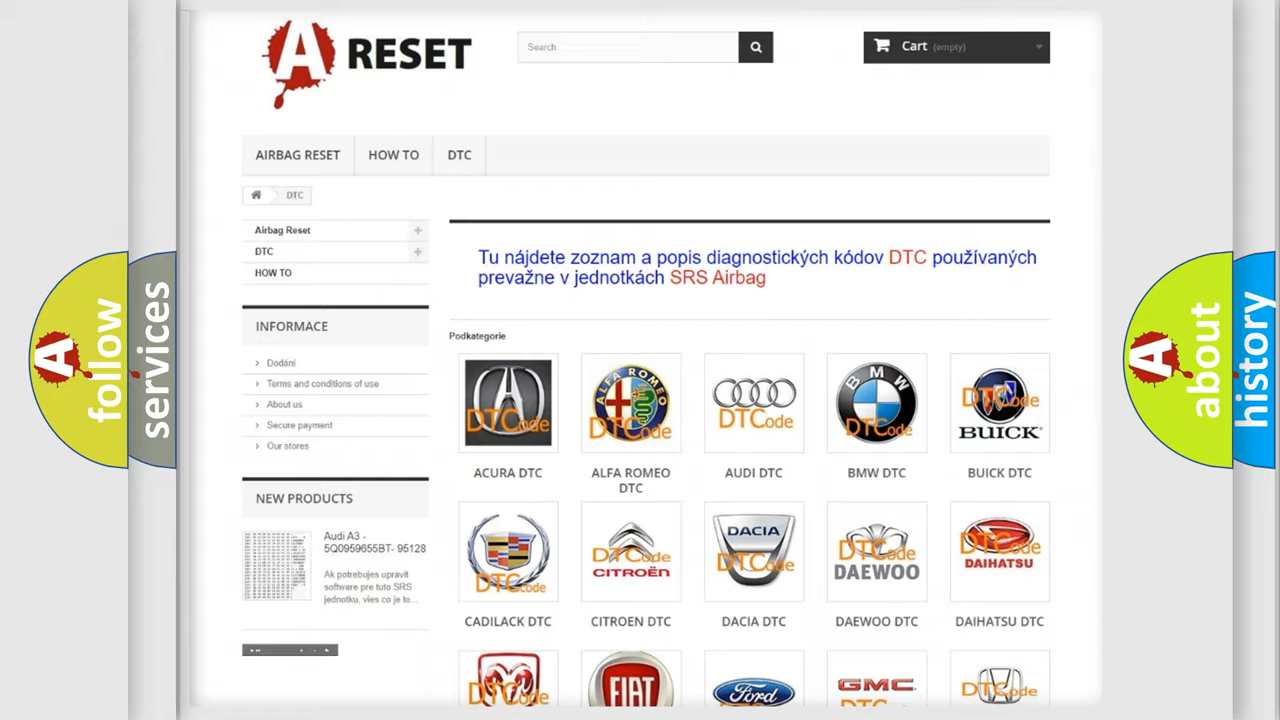 A RESET
Search
Cart (empty)
AIRBAG RESET
HOW TO
DTC
DTC
Airbag Reset
DTC
HOW TO
INFORMACE
Dodání
Terms and conditions of use
About us
Secure payment
Our stores
NEW PRODUCTS
Audi A3 -
5Q0959655BT- 95128
Ak potrebujes upravit
software pre tuto SRS
jednotku, vies co je to...
Tu nájdete zoznam a popis diagnostických kódov DTC používaných
prevažne v jednotkách SRS Airbag
Podkategorie
DTCode
ALFA ROMEO
DTCode
DTCode
BMW
DTCode
DTCode
BUICK
ACURA DTC
ALFA ROMEO
DTC
AUDI DTC
BMW DTC
BUICK DTC
DTCode
DTCode
CITROËN
DACIA
DTCode
DTCode
DAEWOO
DTCode
DAIHATSU
CADILACK DTC
CITROEN DTC
DACIA DTC
DAEWOO DTC
DAIHATSU DTC
DTCode
FIAT
Ford
GMC
DTCode
A
follow
services
A
about
history